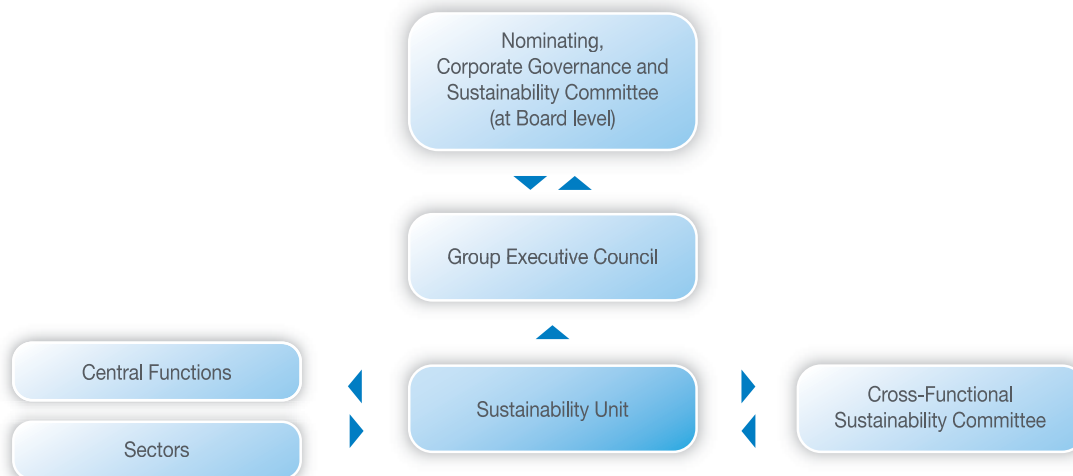 Nominating,
Corporate Governance and
Sustainability Committee
(at Board level)
Group Executive Council
Central Functions
Sectors
Sustainability Unit
Cross-Functional
Sustainability Committee